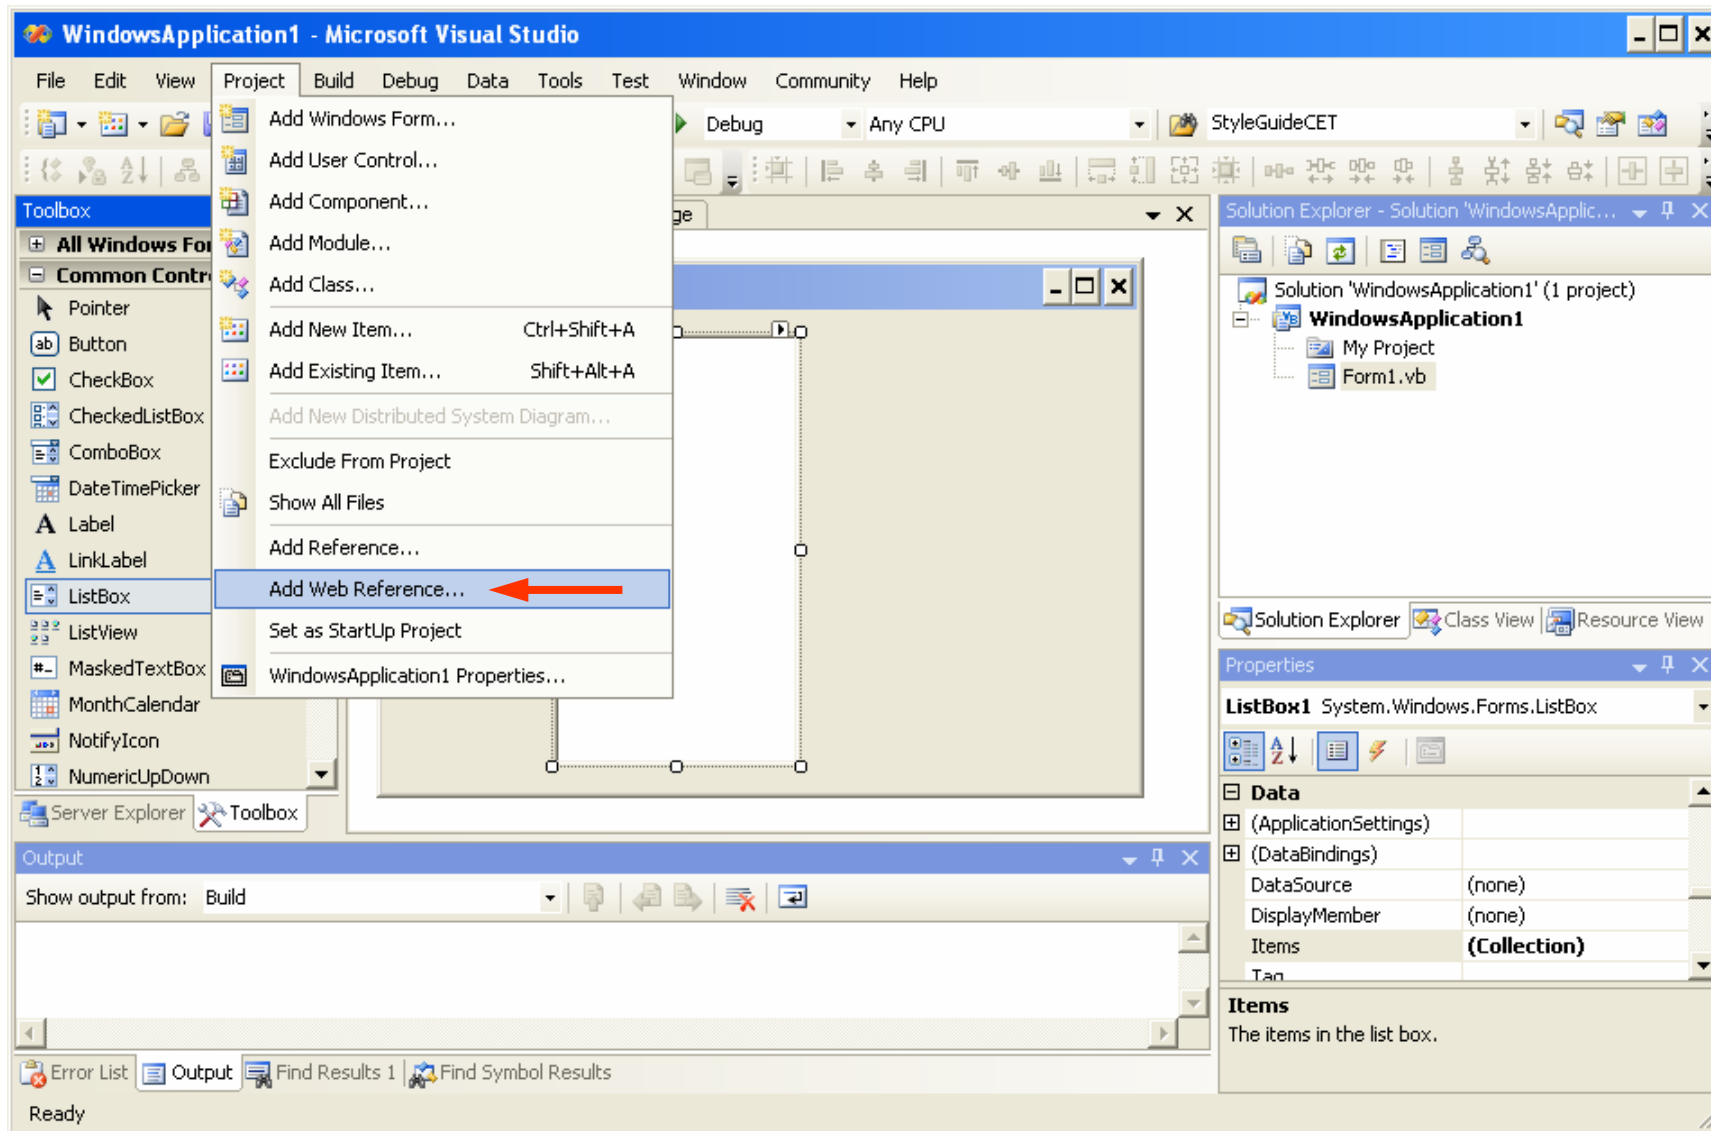 WindowsApplication1 - Microsoft Visual Studio
File Edit View Project Build Debug Data Tools Test Window Community Help
Debug Any CPU StyleGuideCET
Add Windows Form...
Add User Control...
Add Component...
Add Module...
Add Class...
Add New Item... Ctrl+Shift+A
Add Existing Item... Shift+Alt+A
Add New Distributed System Diagram...
Exclude From Project
Show All Files
Add Reference...
Add Web Reference...
Set as StartUp Project
WindowsApplication1 Properties...
Toolbox
All Windows For
Common Contr
Pointer
Button
CheckBox
CheckedListBox
ComboBox
DateTimePicker
Label
LinkLabel
ListBox
ListView
MaskedTextBox
MonthCalendar
NotifyIcon
NumericUpDown
Server Explorer Toolbox
ge
Solution Explorer - Solution 'WindowsApplic...
Solution 'WindowsApplication1' (1 project)
WindowsApplication1
My Project
Form1.vb
Solution Explorer Class View Resource View
Properties
ListBox1 System.Windows.Forms.ListBox
Data
(ApplicationSettings)
(DataBindings)
DataSource (none)
DisplayMember (none)
Items (Collection)
Tag
Items
The items in the list box.
Output
Show output from: Build
Error List Output Find Results 1 Find Symbol Results
Ready